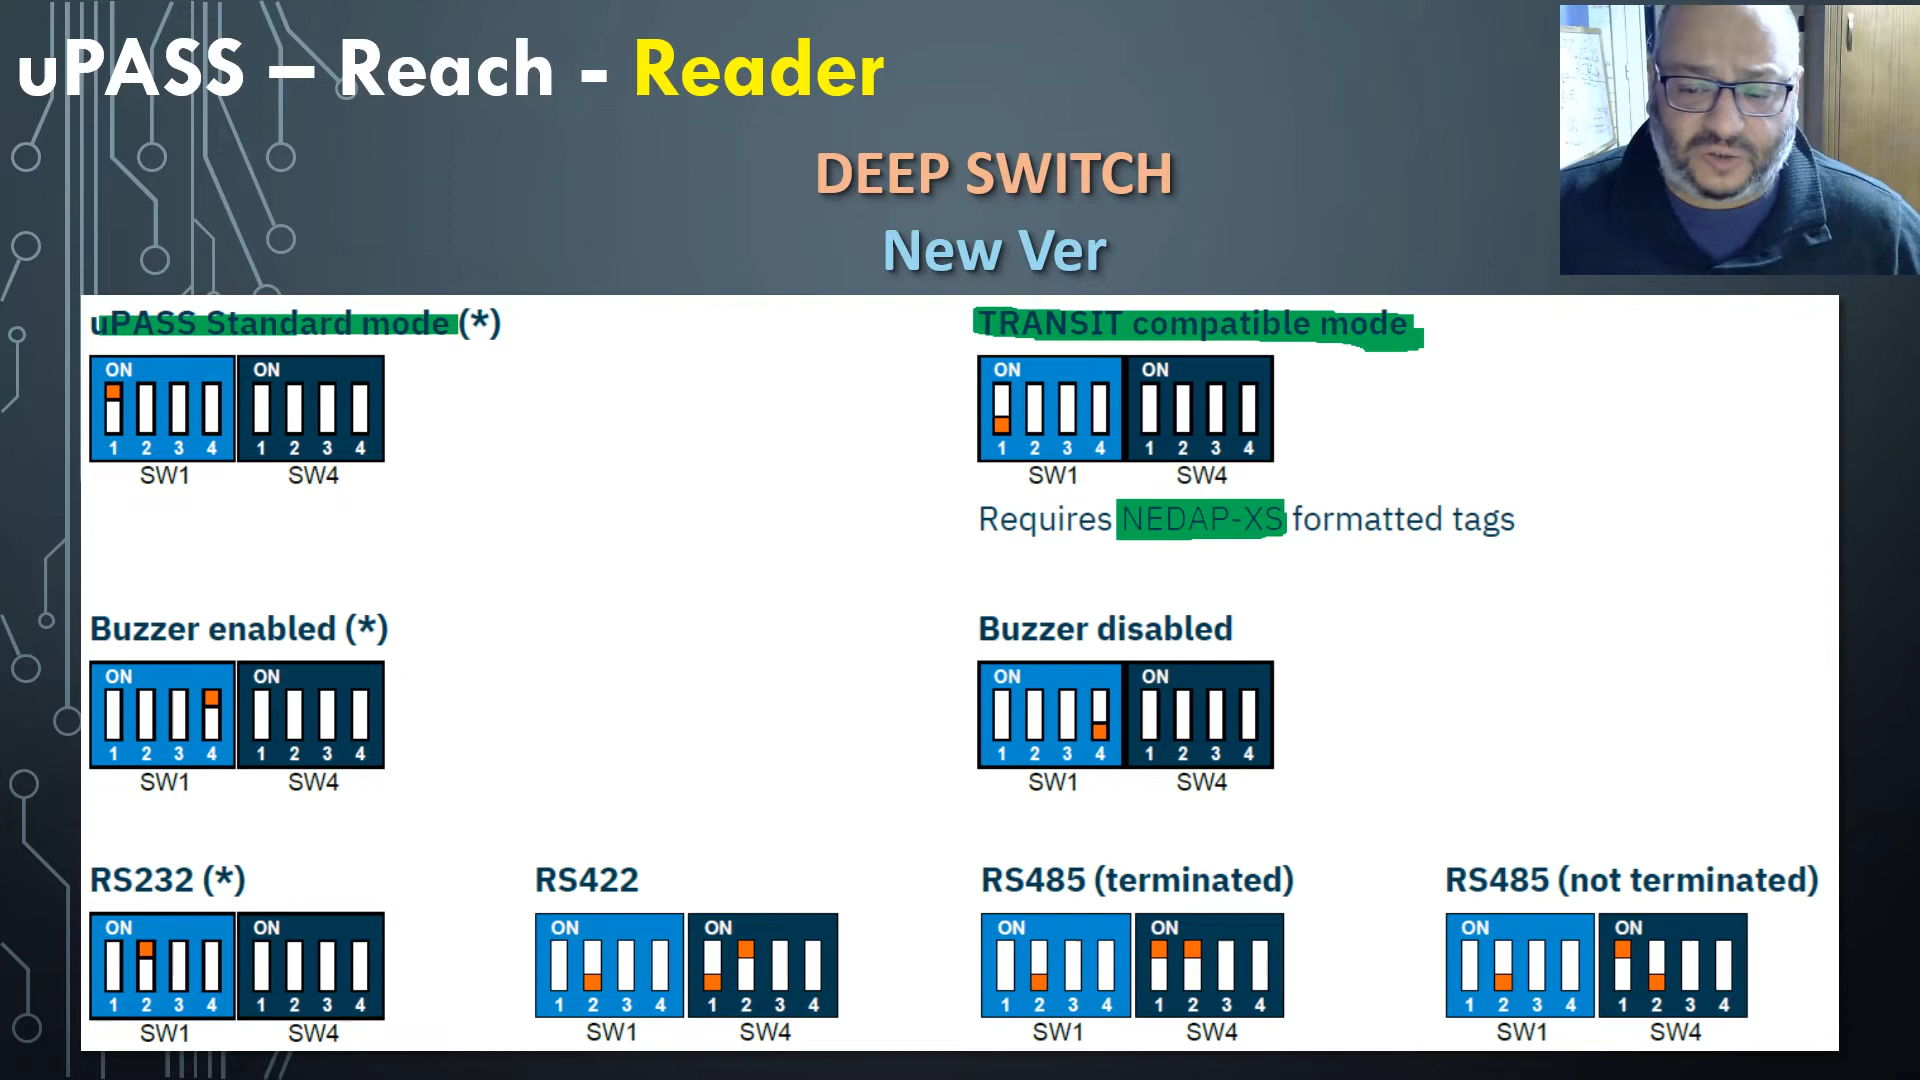 uPASS – Reach - Reader
DEEP SWITCH
New Ver
uPASS Standard mode (*)
TRANSIT compatible mode
ON ON
1 2 3 4 1 2 3 4
SW1 SW4
ON ON
1 2 3 4 1 2 3 4
SW1 SW4
Requires NEDAP-XS formatted tags
Buzzer enabled (*)
Buzzer disabled
ON ON
1 2 3 4 1 2 3 4
SW1 SW4
ON ON
1 2 3 4 1 2 3 4
SW1 SW4
RS232 (*)
RS422
RS485 (terminated)
RS485 (not terminated)
ON ON
1 2 3 4 1 2 3 4
SW1 SW4
ON ON
1 2 3 4 1 2 3 4
SW1 SW4
ON ON
1 2 3 4 1 2 3 4
SW1 SW4
ON ON
1 2 3 4 1 2 3 4
SW1 SW4